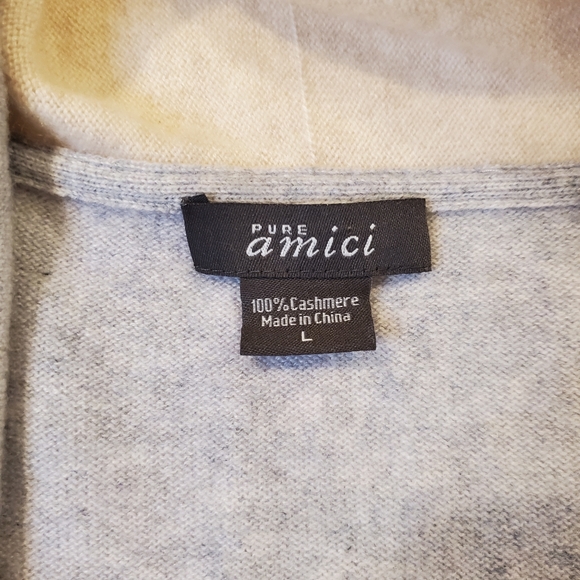 PURE
amici
100% Cashmere
Made in China
L